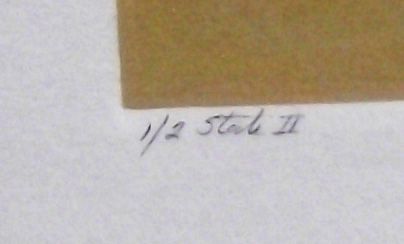 1/2 State II